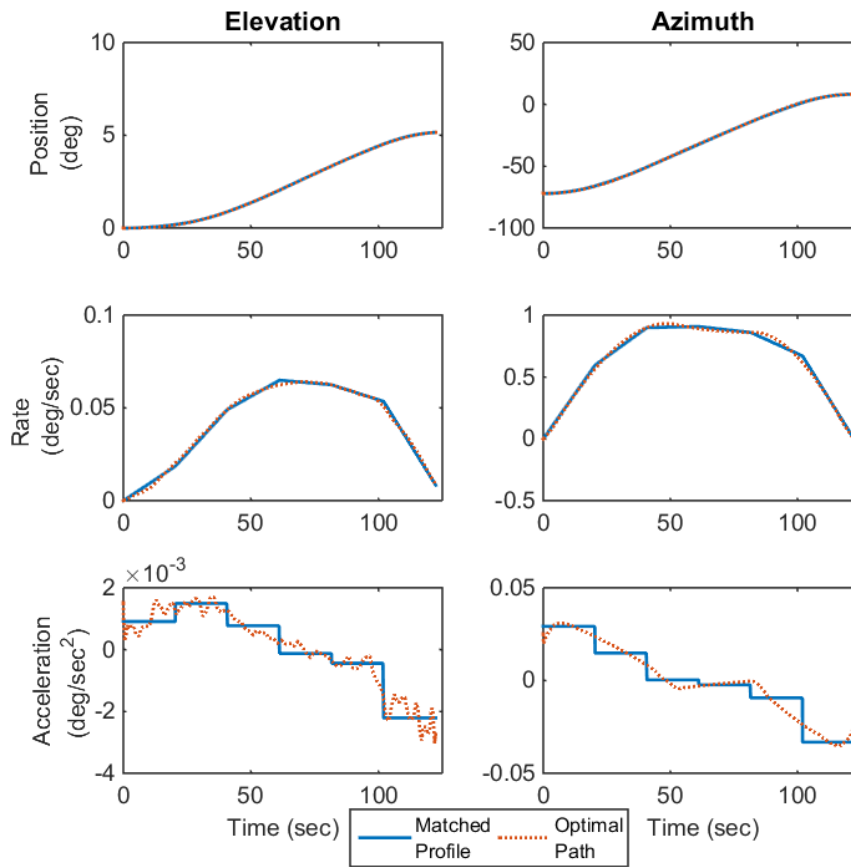 Elevation
Azimuth
Position
(deg)
10
5
0
0
50
100
50
0
-50
-100
0
50
100
Rate
(deg/sec)
0.1
0.05
0
0
50
100
1
0.5
0
-0.5
0
50
100
Acceleration
(deg/sec²)
×10⁻³
2
0
-2
-4
0
50
100
0.05
0
-0.05
0
50
100
Time (sec)
Time (sec)
Matched
Profile
Optimal
Path